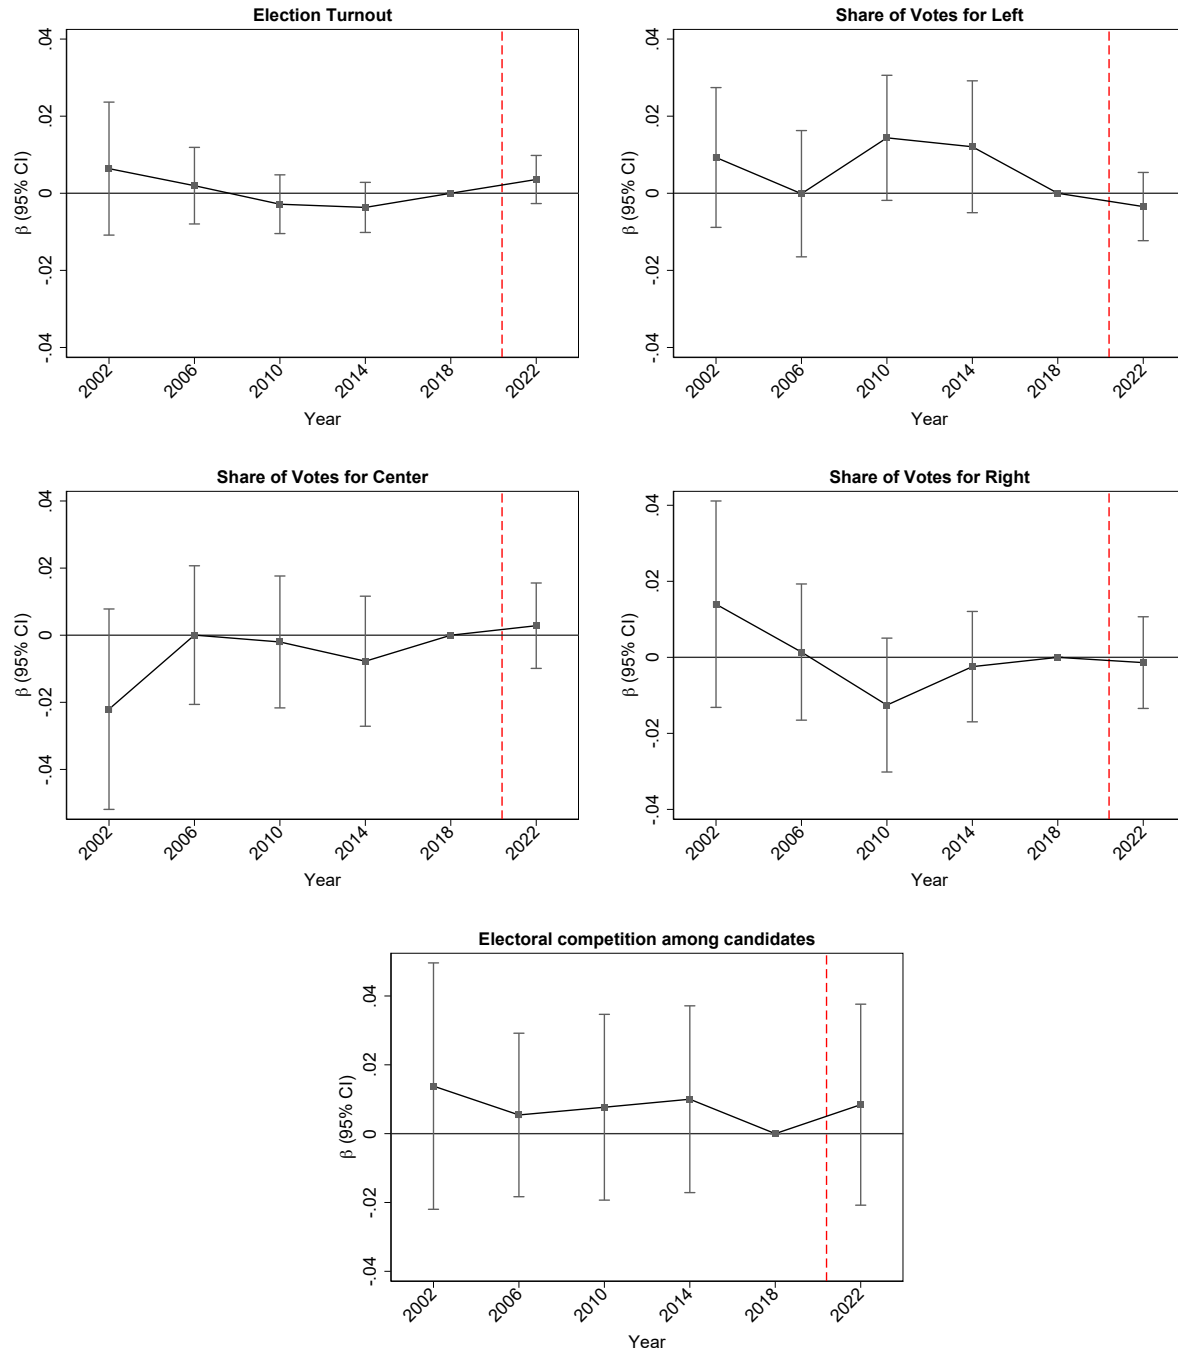 Election Turnout
β (95% CI)
.04
.02
0
-.02
-.04
2002 2006 2010 2014 2018 2022
Year
Share of Votes for Left
β (95% CI)
.04
.02
0
-.02
-.04
2002 2006 2010 2014 2018 2022
Year
Share of Votes for Center
β (95% CI)
.04
.02
0
-.02
-.04
2002 2006 2010 2014 2018 2022
Year
Share of Votes for Right
β (95% CI)
.04
.02
0
-.02
-.04
2002 2006 2010 2014 2018 2022
Year
Electoral competition among candidates
β (95% CI)
.04
.02
0
-.02
-.04
2002 2006 2010 2014 2018 2022
Year